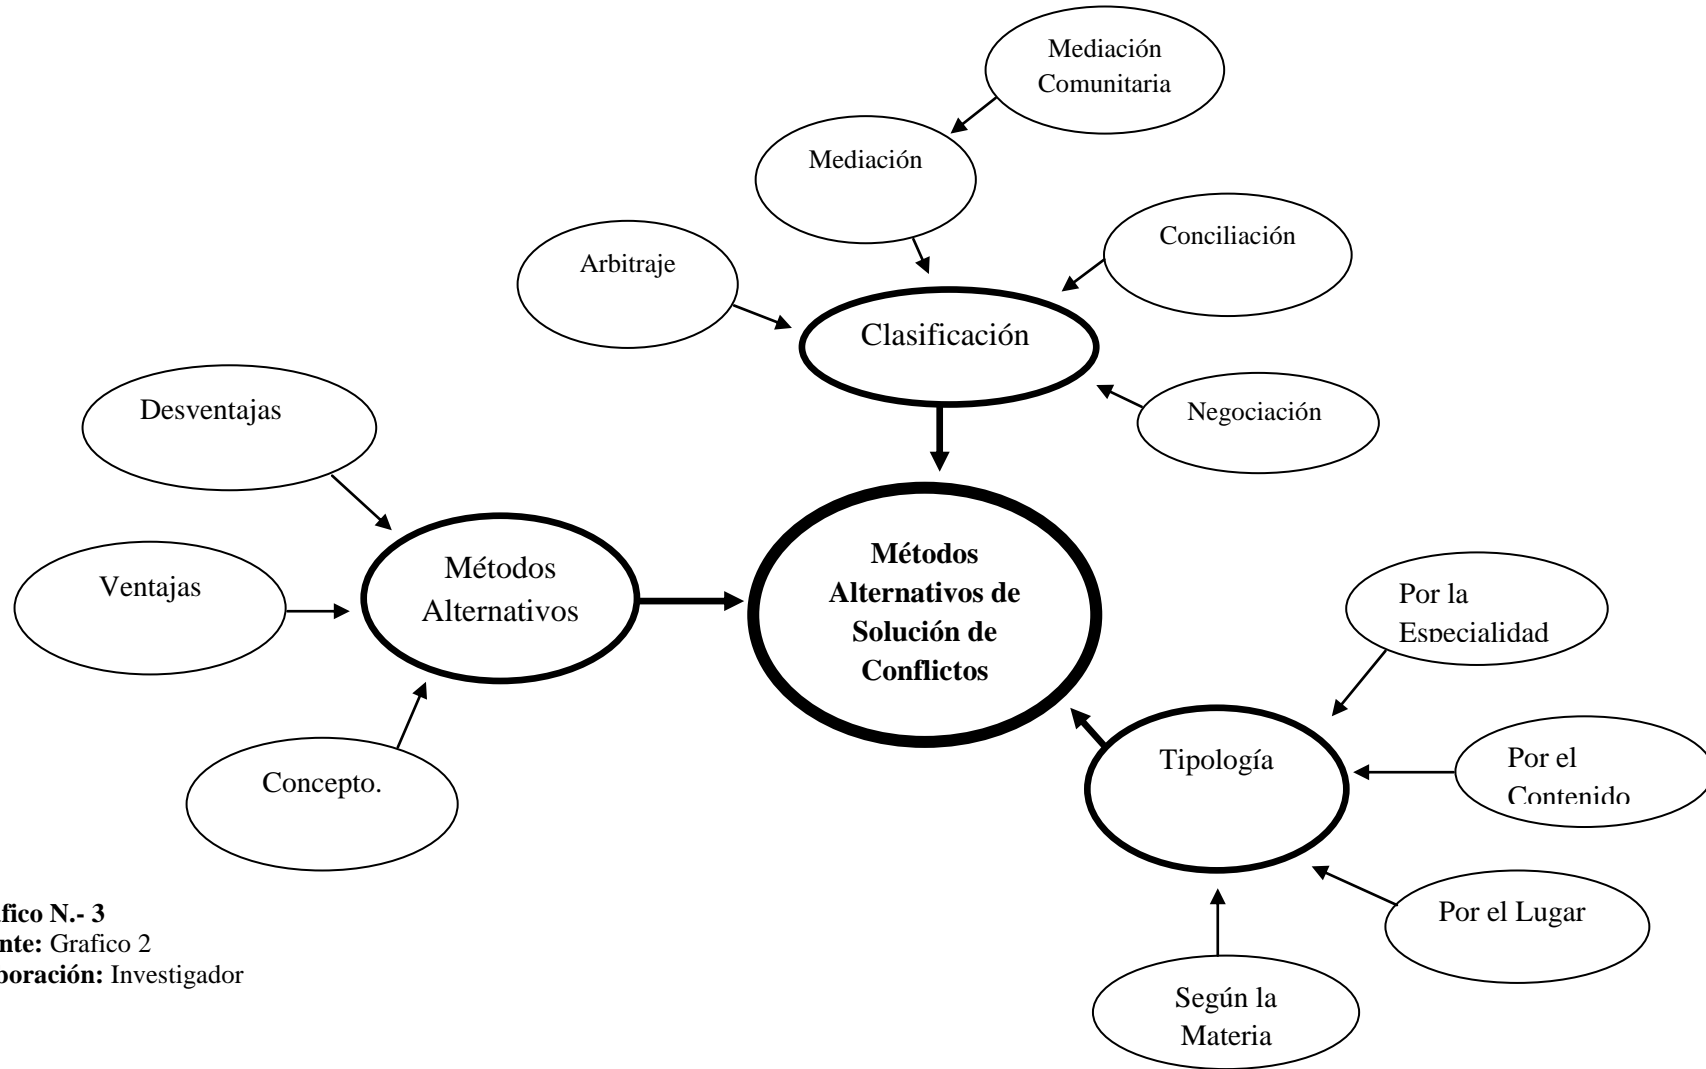 Mediación
Comunitaria
Mediación
Conciliación
Arbitraje
Clasificación
Negociación
Desventajas
Ventajas
Métodos
Alternativos
Concepto.
Métodos
Alternativos de
Solución de
Conflictos
Por la
Especialidad
Tipología
Por el
Contenido
Por el Lugar
Según la
Materia
fico N.- 3
nte: Grafico 2
boración: Investigador